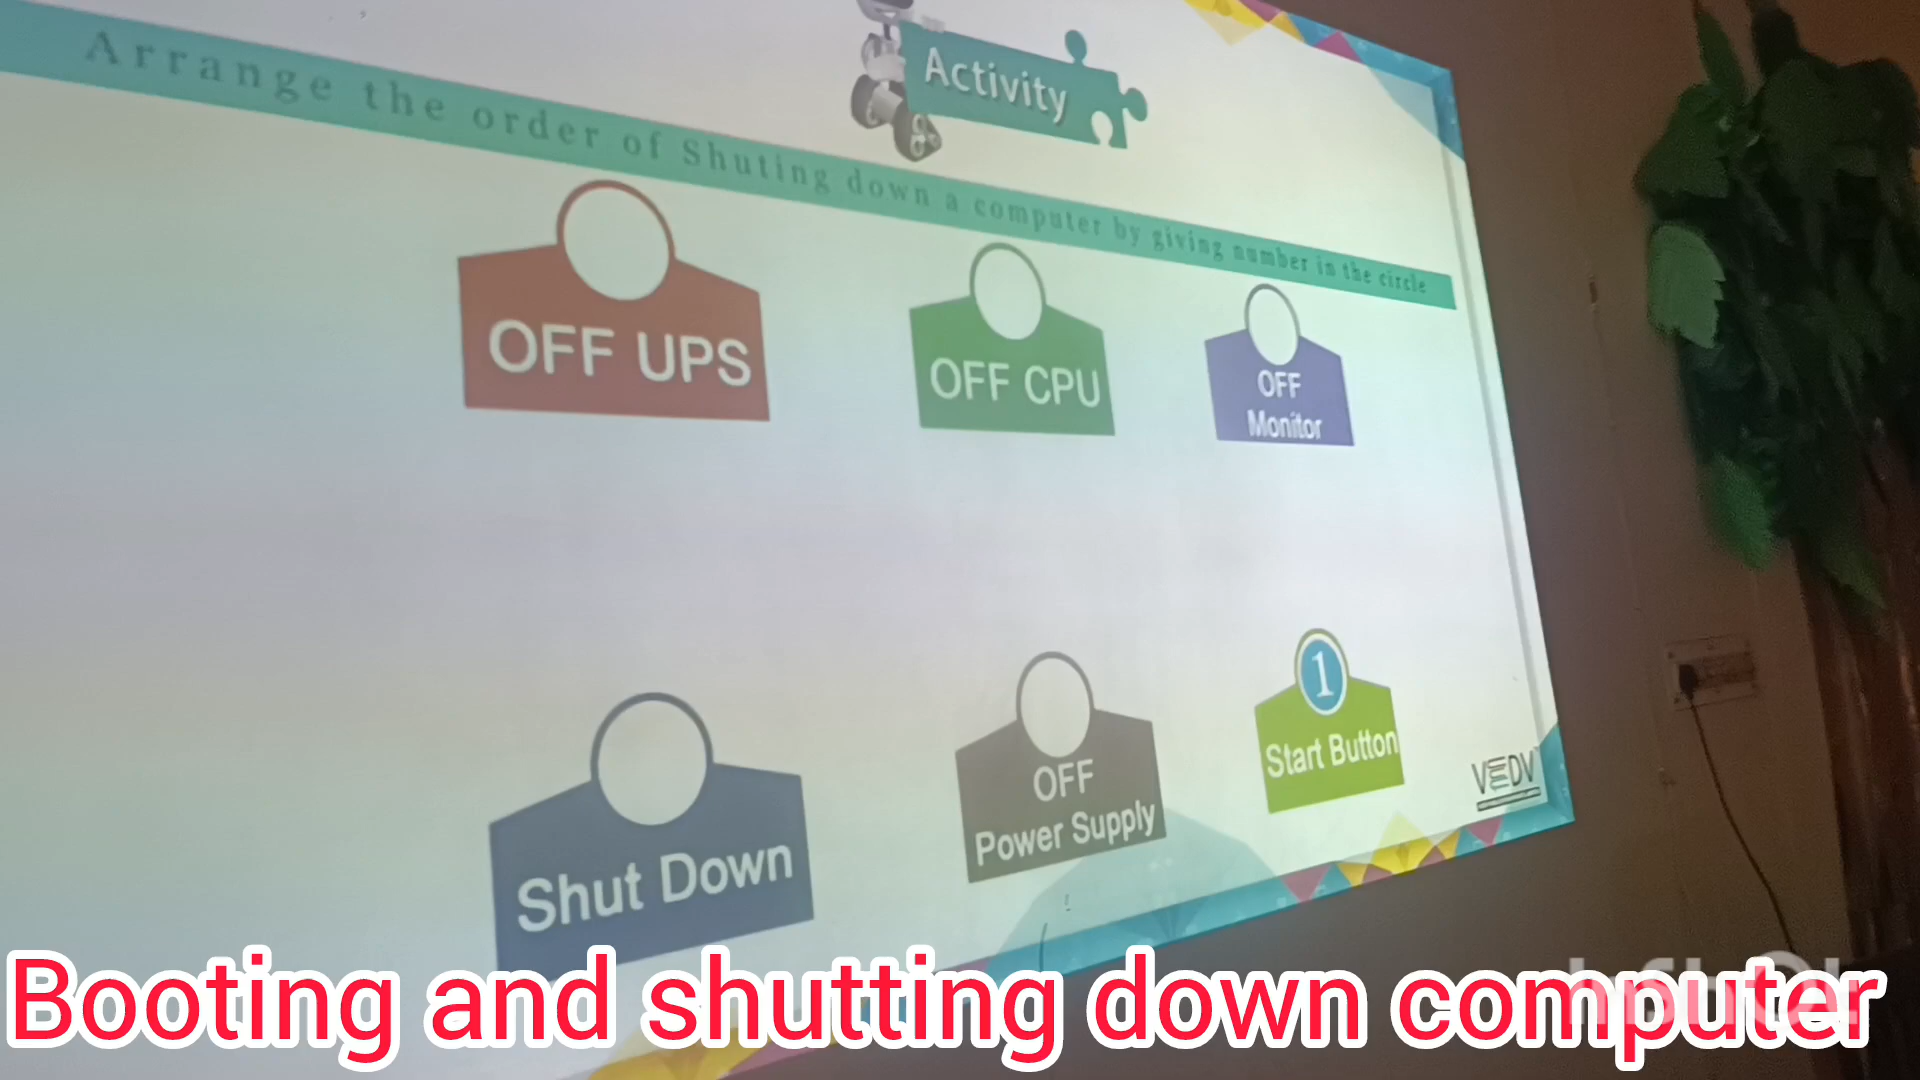 Activity
Arrange the order of Shuting down a computer by giving number in the circle
OFF UPS
OFF CPU
OFF
Monitor
Shut Down
OFF
Power Supply
1
Start Button
VEDV
Booting and shutting down computer